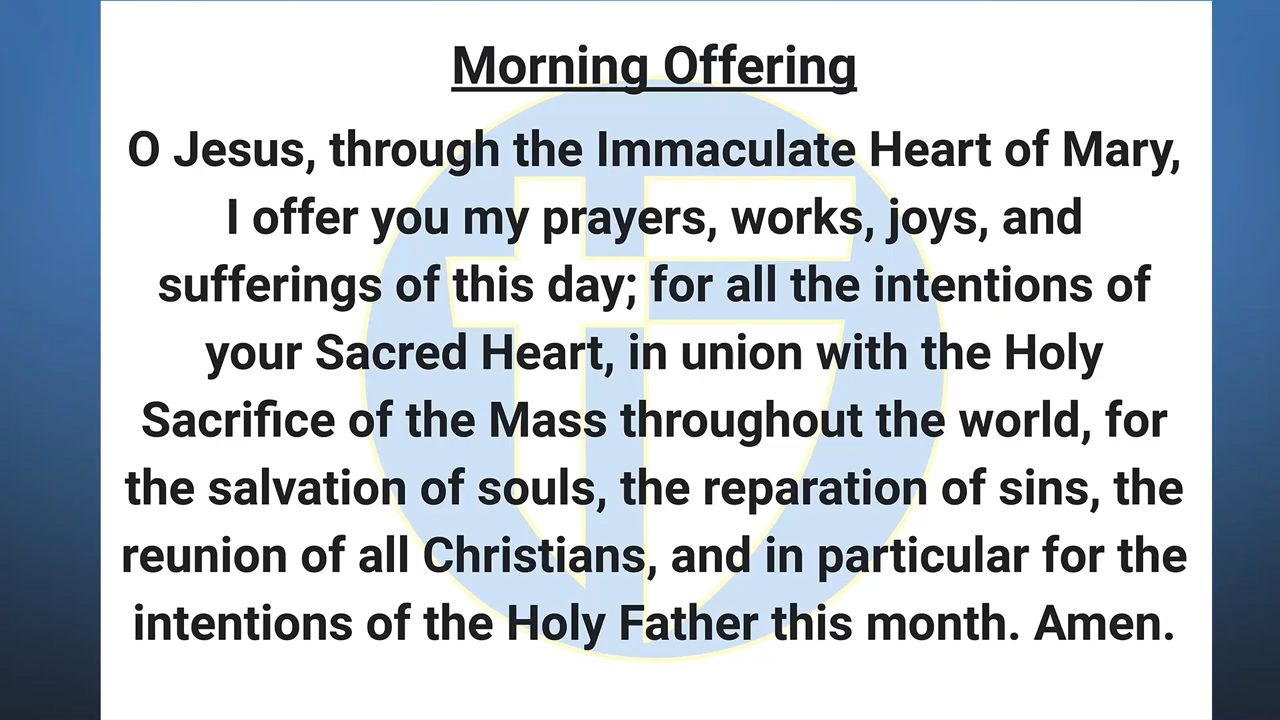 Morning Offering
O Jesus, through the Immaculate Heart of Mary,
I offer you my prayers, works, joys, and
sufferings of this day; for all the intentions of
your Sacred Heart, in union with the Holy
Sacrifice of the Mass throughout the world, for
the salvation of souls, the reparation of sins, the
reunion of all Christians, and in particular for the
intentions of the Holy Father this month. Amen.